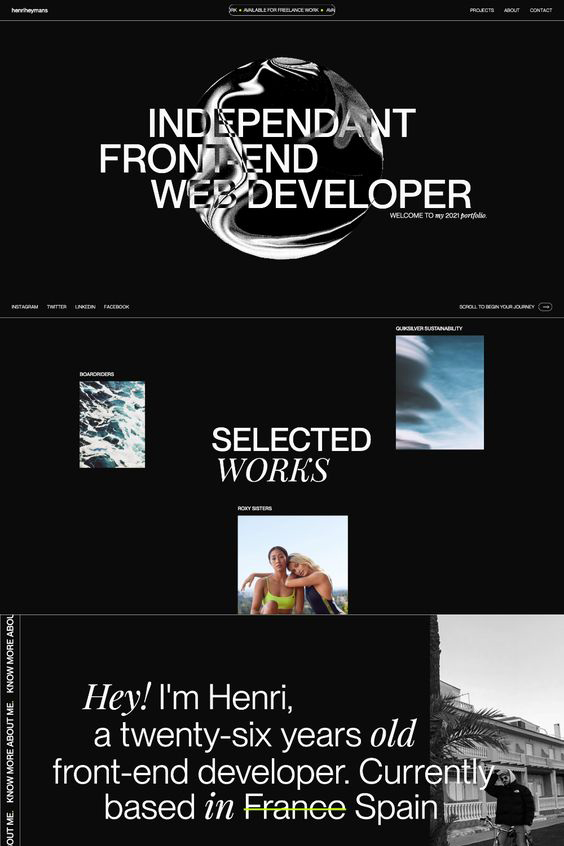 henriheymans
RK • AVAILABLE FOR FREELANCE WORK • AVA
PROJECTS ABOUT CONTACT
INDEPENDANT
FRONT-END
WEB DEVELOPER
WELCOME TO my 2021 portfolio.
INSTAGRAM TWITTER LINKEDIN FACEBOOK
SCROLL TO BEGIN YOUR JOURNEY
QUIKSILVER SUSTAINABILITY
BOARDRIDERS
SELECTED
WORKS
ROXY SISTERS
OUT ME. KNOW MORE ABOUT ME. KNOW MORE ABOU
Hey! I'm Henri,
a twenty-six years old
front-end developer. Currently
based in France Spain